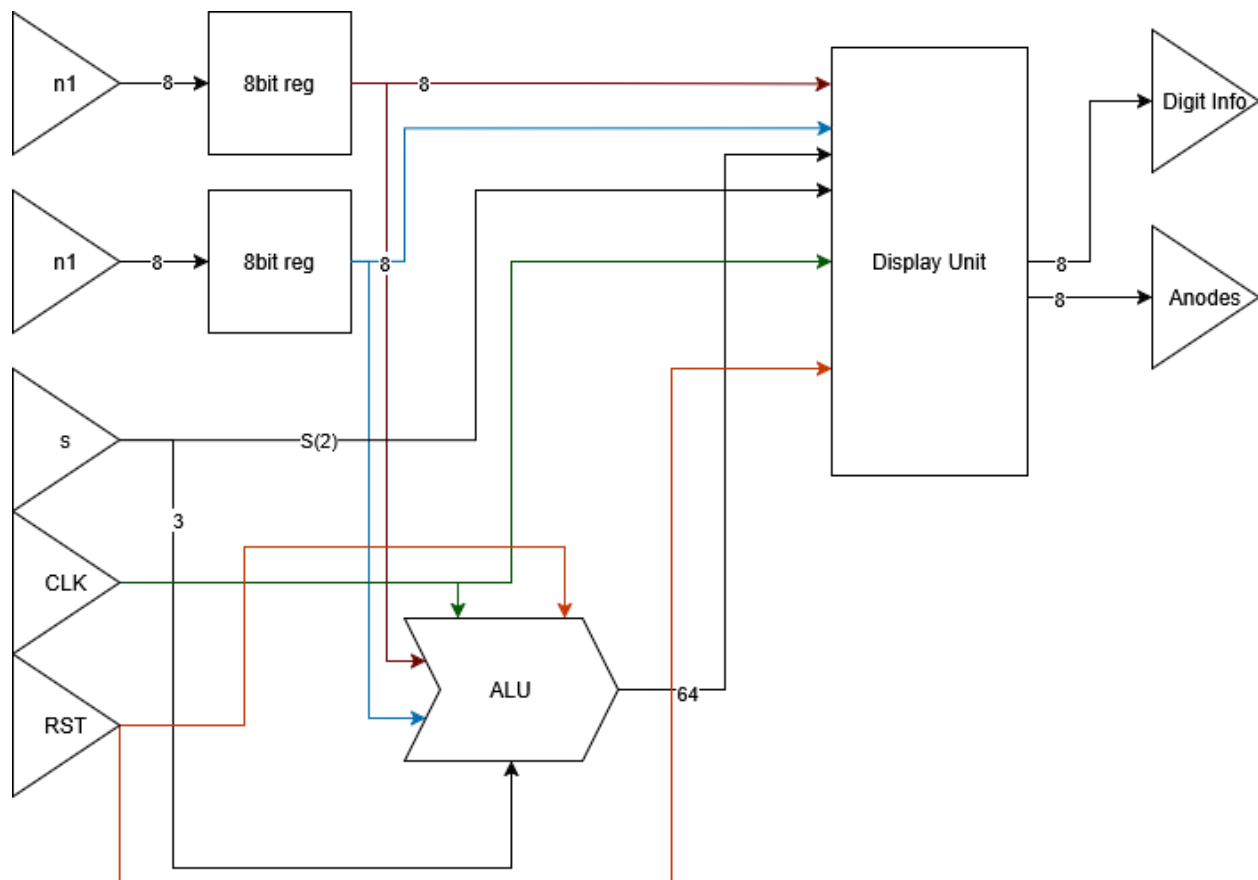 n1
8
8bit reg
8
Digit Info
n1
8
8bit reg
8
Display Unit
8
8
Anodes
s
S(2)
3
CLK
RST
ALU
64